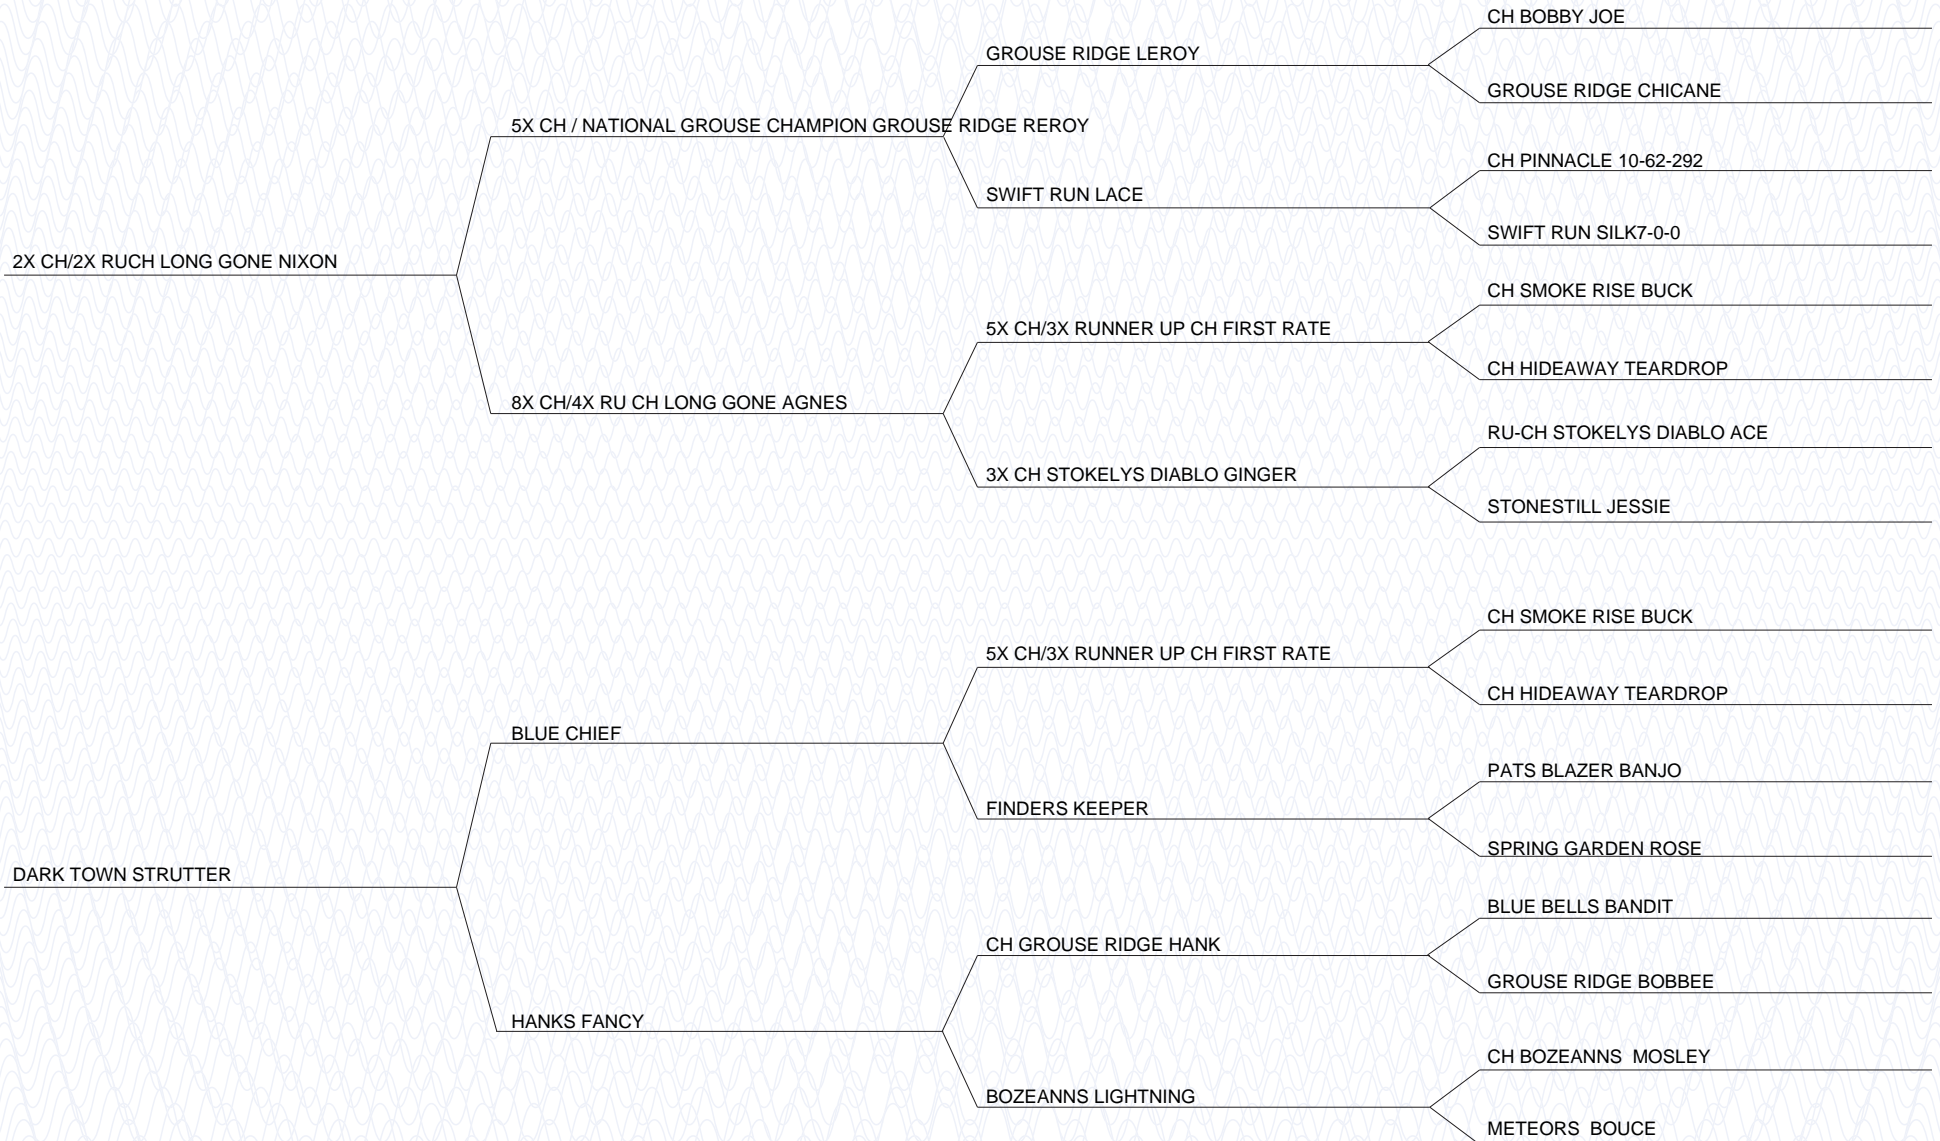 CH BOBBY JOE
GROUSE RIDGE LEROY
GROUSE RIDGE CHICANE
5X CH / NATIONAL GROUSE CHAMPION GROUSE RIDGE REROY
CH PINNACLE 10-62-292
SWIFT RUN LACE
SWIFT RUN SILK7-0-0
2X CH/2X RUCH LONG GONE NIXON
CH SMOKE RISE BUCK
5X CH/3X RUNNER UP CH FIRST RATE
CH HIDEAWAY TEARDROP
8X CH/4X RU CH LONG GONE AGNES
RU-CH STOKELYS DIABLO ACE
3X CH STOKELYS DIABLO GINGER
STONESTILL JESSIE
CH SMOKE RISE BUCK
5X CH/3X RUNNER UP CH FIRST RATE
CH HIDEAWAY TEARDROP
BLUE CHIEF
PATS BLAZER BANJO
FINDERS KEEPER
SPRING GARDEN ROSE
DARK TOWN STRUTTER
BLUE BELLS BANDIT
CH GROUSE RIDGE HANK
GROUSE RIDGE BOBBEE
HANKS FANCY
CH BOZEANNS  MOSLEY
BOZEANNS LIGHTNING
METEORS  BOUCE